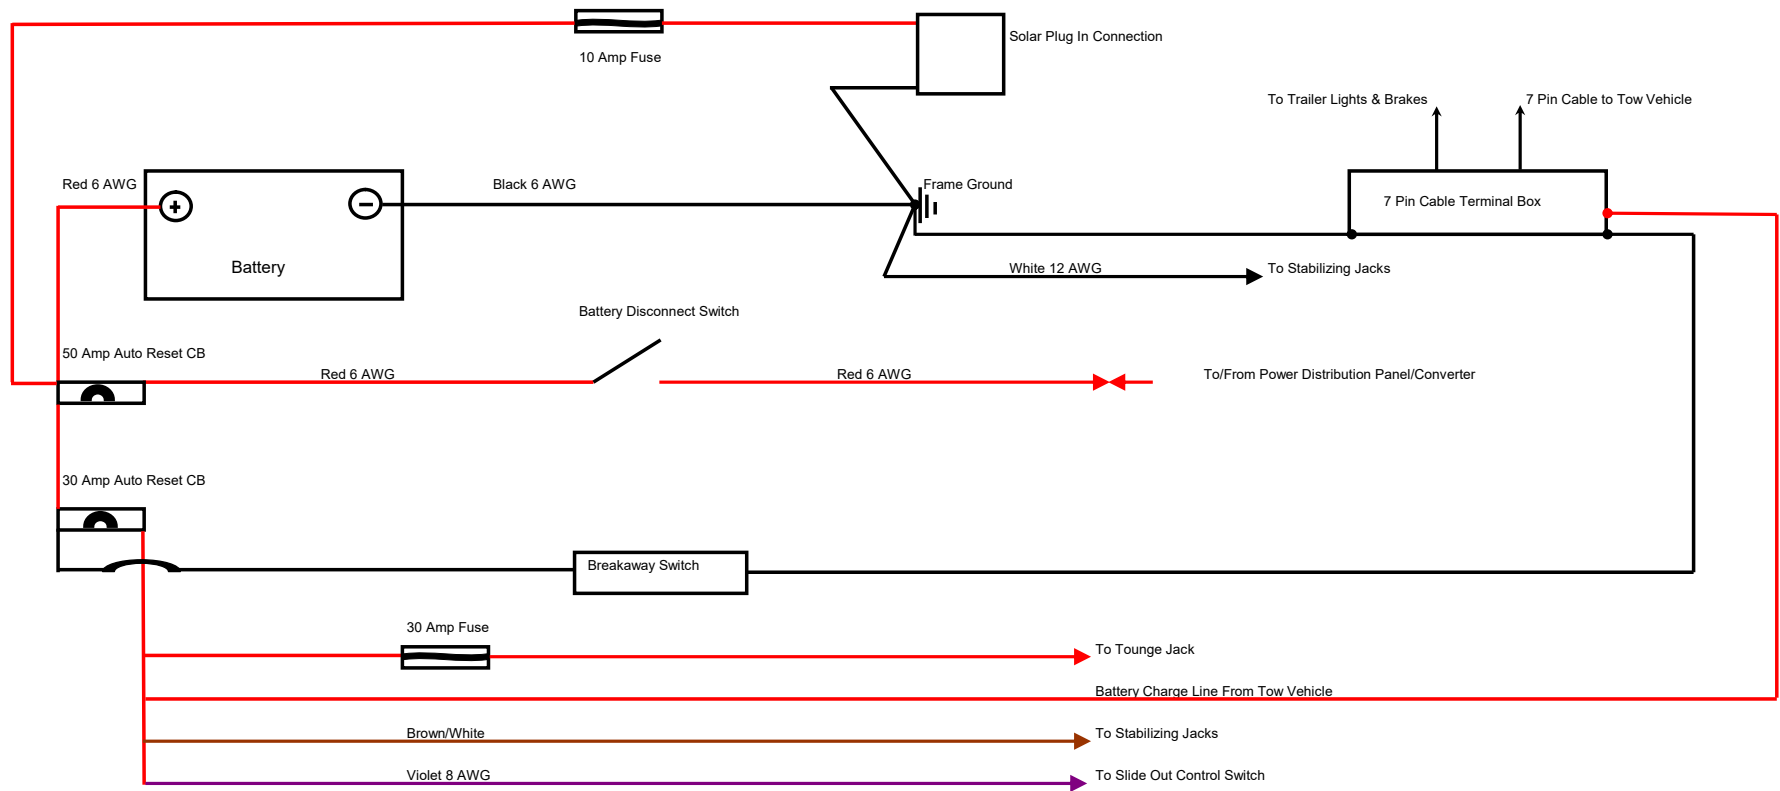 Solar Plug In Connection
10 Amp Fuse
To Trailer Lights & Brakes
7 Pin Cable to Tow Vehicle
Red 6 AWG
Black 6 AWG
Frame Ground
7 Pin Cable Terminal Box
Battery
White 12 AWG
To Stabilizing Jacks
Battery Disconnect Switch
50 Amp Auto Reset CB
Red 6 AWG
Red 6 AWG
To/From Power Distribution Panel/Converter
30 Amp Auto Reset CB
Breakaway Switch
30 Amp Fuse
To Tounge Jack
Battery Charge Line From Tow Vehicle
Brown/White
To Stabilizing Jacks
Violet 8 AWG
To Slide Out Control Switch